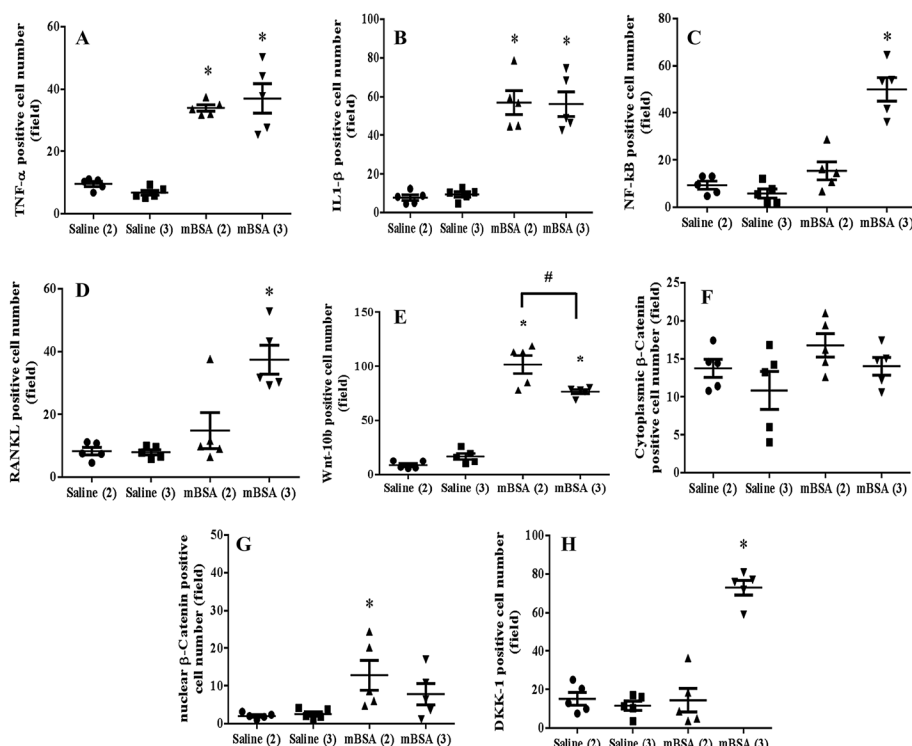 A
TNF-α positive cell number
(field)
60
40
20
0
Saline (2) Saline (3) mBSA (2) mBSA (3)
* *
B
IL1-β positive cell number
(field)
100
80
60
40
20
0
Saline (2) Saline (3) mBSA (2) mBSA (3)
* *
C
NF-kB positive cell number
(field)
80
60
40
20
0
Saline (2) Saline (3) mBSA (2) mBSA (3)
*
D
RANKL positive cell number
(field)
60
40
20
0
Saline (2) Saline (3) mBSA (2) mBSA (3)
*
E
Wnt-10b positive cell number
(field)
150
100
50
0
Saline (2) Saline (3) mBSA (2) mBSA (3)
#
* *
F
Cytoplasmic β-Catenin
positive cell number (field)
25
20
15
10
5
0
Saline (2) Saline (3) mBSA (2) mBSA (3)
G
nuclear β-Catenin positive
cell number (field)
50
40
30
20
10
0
Saline (2) Saline (3) mBSA (2) mBSA (3)
*
H
DKK-1 positive cell number
(field)
100
80
60
40
20
0
Saline (2) Saline (3) mBSA (2) mBSA (3)
*